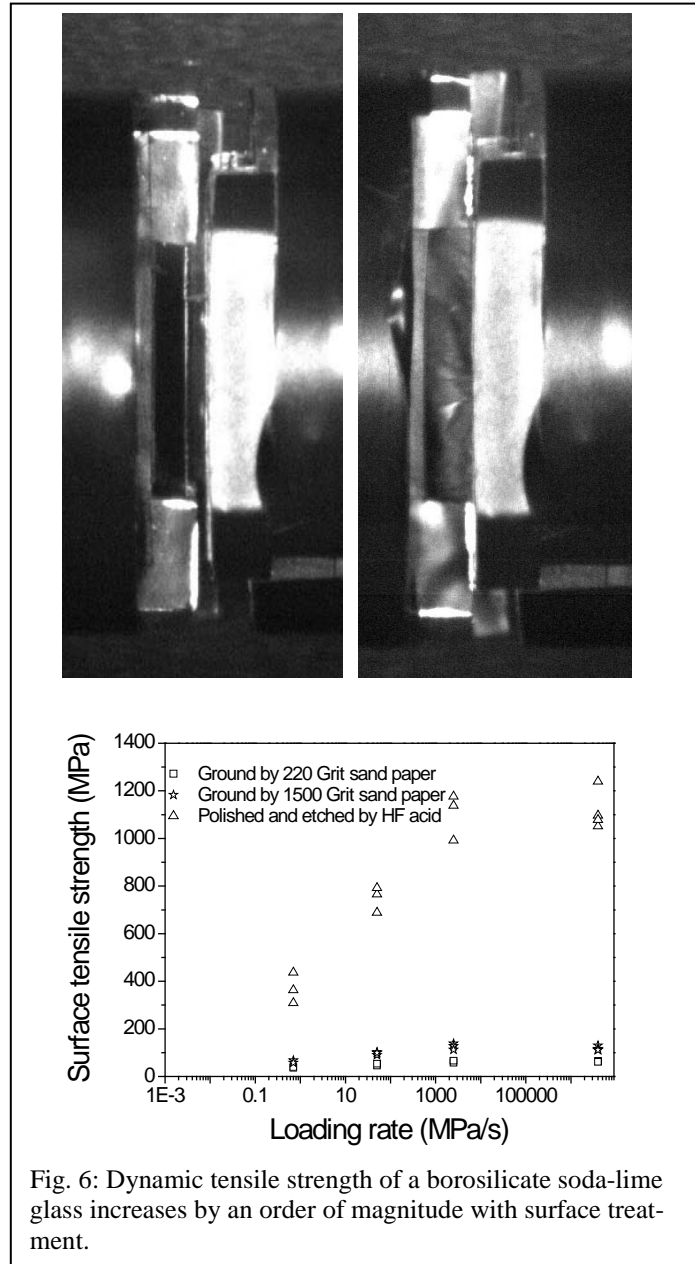 1400
1200
1000
800
600
400
200
0
Surface tensile strength (MPa)
Ground by 220 Grit sand paper
Ground by 1500 Grit sand paper
Polished and etched by HF acid
1E-3 0.1 10 1000 100000
Loading rate (MPa/s)
Fig. 6: Dynamic tensile strength of a borosilicate soda-lime
glass increases by an order of magnitude with surface treat-
ment.